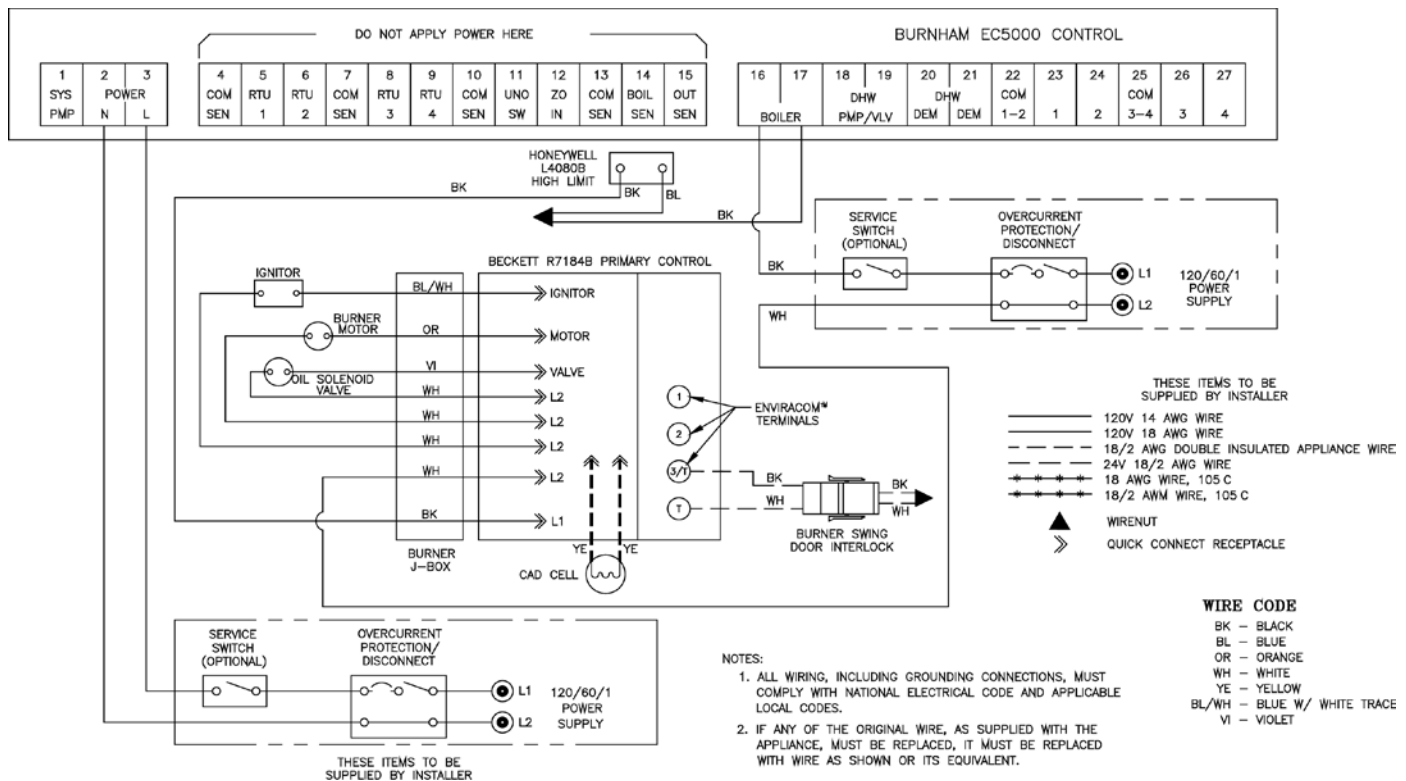 DO NOT APPLY POWER HERE
BURNHAM EC5000 CONTROL
1 2 3 4 5 6 7 8 9 10 11 12 13 14 15 16 17 18 19 20 21 22 23 24 25 26 27
SYS POWER COM RTU RTU COM RTU RTU COM UNO ZO COM BOIL OUT DHW DHW COM 1 2 COM 3 4
PMP N L SEN 1 2 SEN 3 4 SEN SW IN SEN SEN SEN BOILER PMP/VLV DEM DEM 1-2 3-4
HONEYWELL
L4080B
HIGH LIMIT
BK
BK
BL
BK
SERVICE
SWITCH
(OPTIONAL)
OVERCURRENT
PROTECTION/
DISCONNECT
BK
L1
L2
120/60/1
POWER
SUPPLY
WH
BECKETT R7184B PRIMARY CONTROL
IGNITOR
BL/WH
IGNITOR
BURNER
MOTOR
OR
MOTOR
OIL SOLENOID
VALVE
VI
VALVE
WH
L2
WH
L2
WH
L2
WH
L2
BK
L1
1
2
3/T
T
ENVIRACOM™
TERMINALS
BK
WH
BK
WH
BURNER SWING
DOOR INTERLOCK
BURNER
J-BOX
YE
YE
CAD CELL
THESE ITEMS TO BE
SUPPLIED BY INSTALLER
120V 14 AWG WIRE
120V 18 AWG WIRE
18/2 AWG DOUBLE INSULATED APPLIANCE WIRE
24V 18/2 AWG WIRE
18 AWG WIRE, 105 C
18/2 AWM WIRE, 105 C
WIRENUT
QUICK CONNECT RECEPTACLE
WIRE CODE
BK – BLACK
BL – BLUE
OR – ORANGE
WH – WHITE
YE – YELLOW
BL/WH – BLUE W/ WHITE TRACE
VI – VIOLET
SERVICE
SWITCH
(OPTIONAL)
OVERCURRENT
PROTECTION/
DISCONNECT
L1
L2
120/60/1
POWER
SUPPLY
THESE ITEMS TO BE
SUPPLIED BY INSTALLER
NOTES:
1. ALL WIRING, INCLUDING GROUNDING CONNECTIONS, MUST
COMPLY WITH NATIONAL ELECTRICAL CODE AND APPLICABLE
LOCAL CODES.
2. IF ANY OF THE ORIGINAL WIRE, AS SUPPLIED WITH THE
APPLIANCE, MUST BE REPLACED, IT MUST BE REPLACED
WITH WIRE AS SHOWN OR ITS EQUIVALENT.